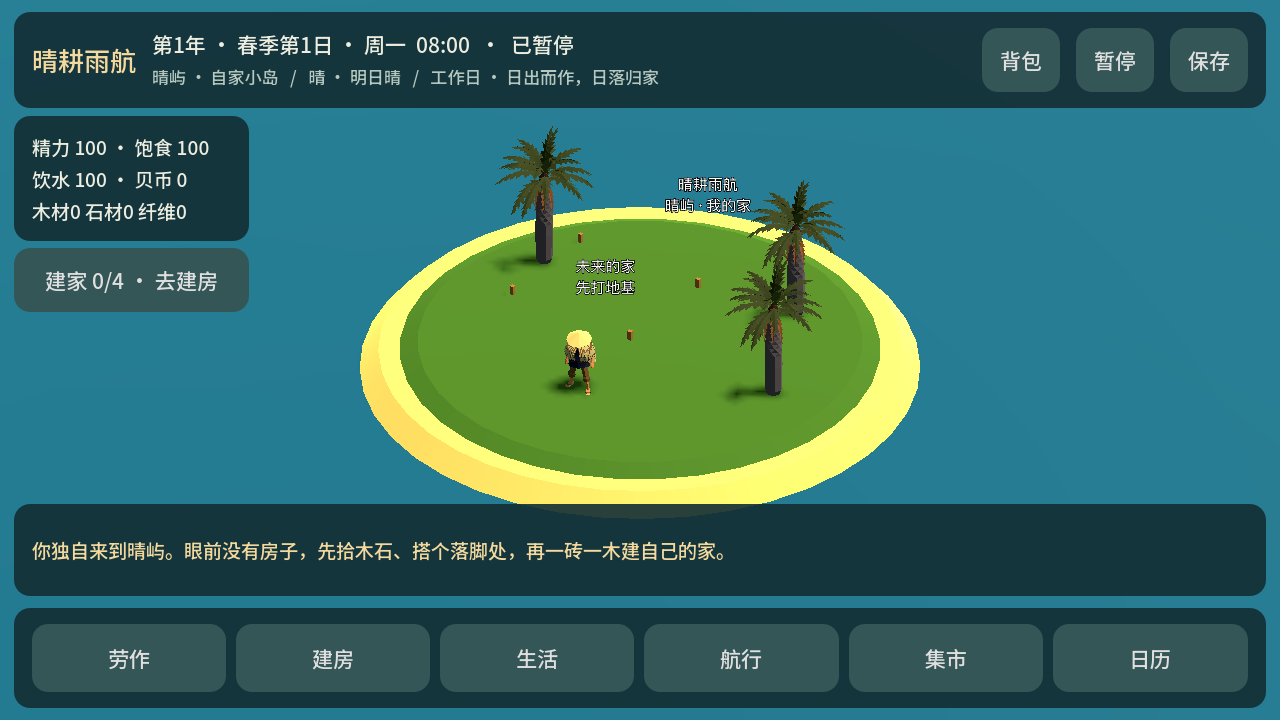 晴耕雨航
第1年 · 春季第1日 · 周一 08:00 · 已暂停
晴屿 · 自家小岛 / 晴 · 明日晴 / 工作日 · 日出而作，日落归家
背包
暂停
保存
精力 100 · 饱食 100
饮水 100 · 贝币 0
木材0 石材0 纤维0
建家 0/4 · 去建房
晴耕雨航
晴屿 · 我的家
未来的家
先打地基
你独自来到晴屿。眼前没有房子，先拾木石、搭个落脚处，再一砖一木建自己的家。
劳作
建房
生活
航行
集市
日历